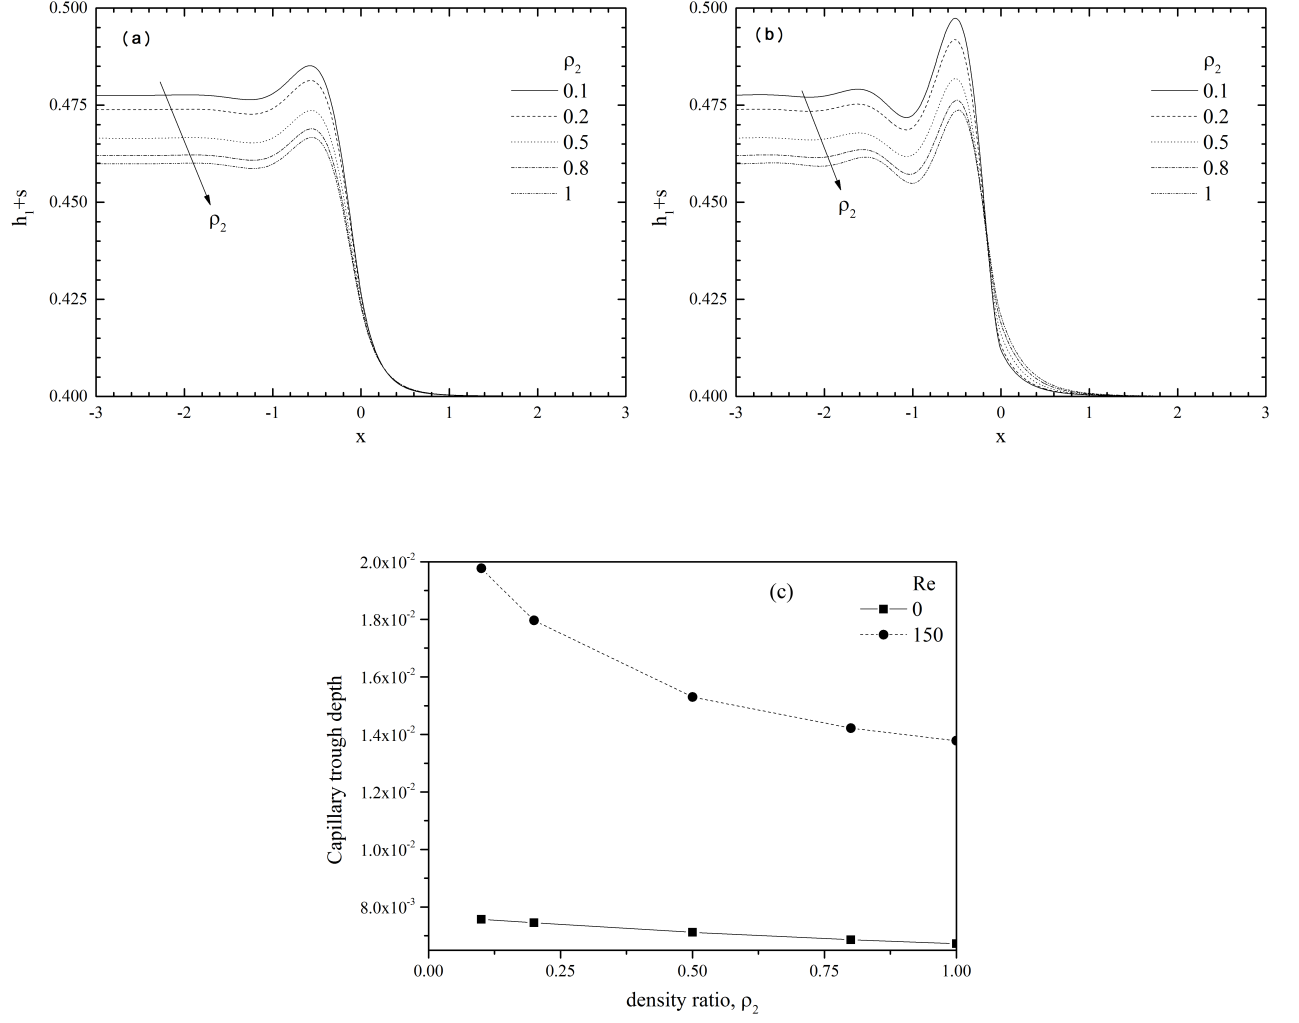 (a)
0.500
0.475
0.450
0.425
0.400
h₁+s
ρ₂
0.1
0.2
0.5
0.8
1
ρ₂
-3 -2 -1 0 1 2 3
x
(b)
0.500
0.475
0.450
0.425
0.400
h₁+s
ρ₂
0.1
0.2
0.5
0.8
1
ρ₂
-3 -2 -1 0 1 2 3
x
(c)
2.0x10⁻²
1.8x10⁻²
1.6x10⁻²
1.4x10⁻²
1.2x10⁻²
1.0x10⁻²
8.0x10⁻³
Capillary trough depth
Re
0
150
0.00 0.25 0.50 0.75 1.00
density ratio, ρ₂